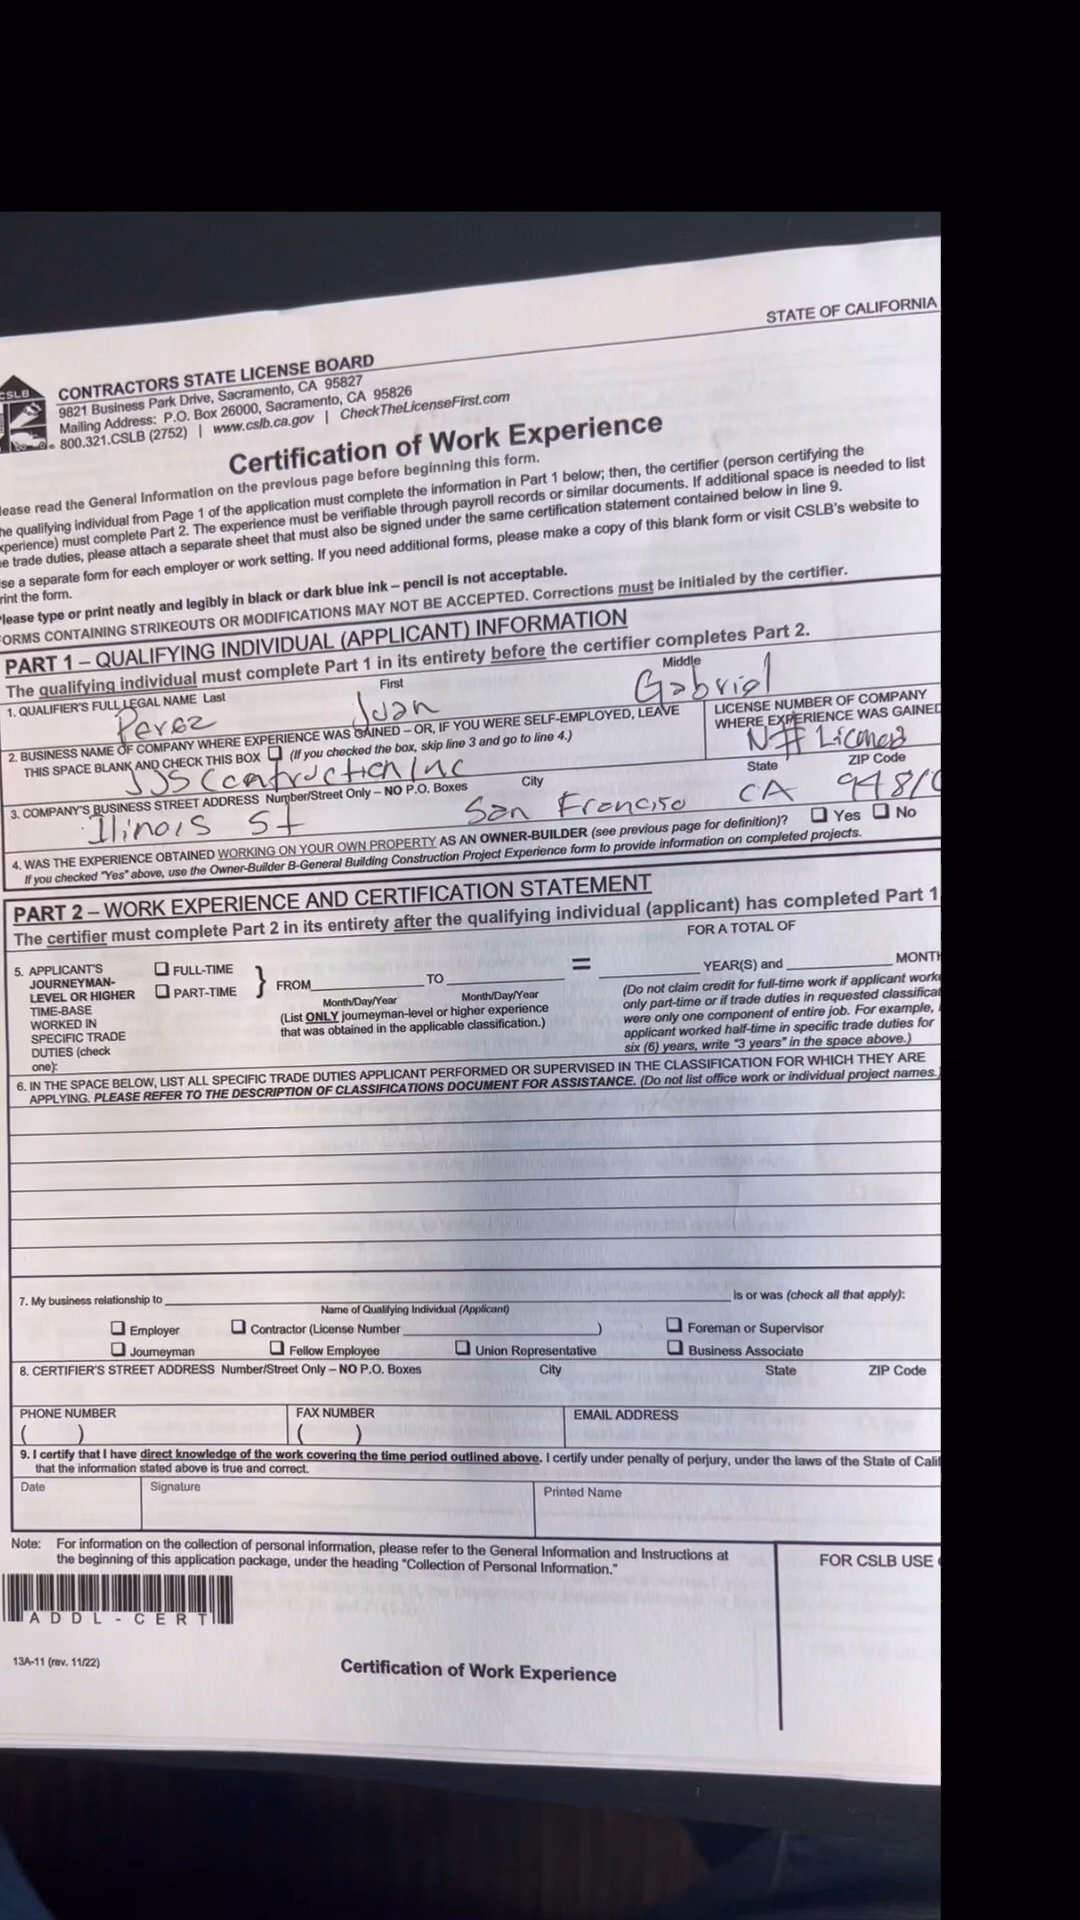 STATE OF CALIFORNIA
CSLB
CONTRACTORS STATE LICENSE BOARD
9821 Business Park Drive, Sacramento, CA 95827
Mailing Address: P.O. Box 26000, Sacramento, CA 95826
800.321.CSLB (2752) | www.cslb.ca.gov | CheckTheLicenseFirst.com
Certification of Work Experience
lease read the General Information on the previous page before beginning this form.
he qualifying individual from Page 1 of the application must complete the information in Part 1 below; then, the certifier (person certifying the
xperience) must complete Part 2. The experience must be verifiable through payroll records or similar documents. If additional space is needed to list
e trade duties, please attach a separate sheet that must also be signed under the same certification statement contained below in line 9.
se a separate form for each employer or work setting. If you need additional forms, please make a copy of this blank form or visit CSLB's website to
rint the form.
Please type or print neatly and legibly in black or dark blue ink – pencil is not acceptable.
FORMS CONTAINING STRIKEOUTS OR MODIFICATIONS MAY NOT BE ACCEPTED. Corrections must be initialed by the certifier.
PART 1 – QUALIFYING INDIVIDUAL (APPLICANT) INFORMATION
The qualifying individual must complete Part 1 in its entirety before the certifier completes Part 2.
1. QUALIFIER'S FULL LEGAL NAME Last First Middle
Perez Juan Gabriel
2. BUSINESS NAME OF COMPANY WHERE EXPERIENCE WAS GAINED – OR, IF YOU WERE SELF-EMPLOYED, LEAVE
THIS SPACE BLANK AND CHECK THIS BOX (If you checked the box, skip line 3 and go to line 4.)
LICENSE NUMBER OF COMPANY
WHERE EXPERIENCE WAS GAINED
JJS Inc
3. COMPANY'S BUSINESS STREET ADDRESS Number/Street Only – NO P.O. Boxes City State ZIP Code
Ilinois St San Francisco CA
4. WAS THE EXPERIENCE OBTAINED WORKING ON YOUR OWN PROPERTY AS AN OWNER-BUILDER (see previous page for definition)? Yes No
If you checked "Yes" above, use the Owner-Builder B-General Building Construction Project Experience form to provide information on completed projects.
PART 2 – WORK EXPERIENCE AND CERTIFICATION STATEMENT
The certifier must complete Part 2 in its entirety after the qualifying individual (applicant) has completed Part 1
5. APPLICANT'S
JOURNEYMAN-
LEVEL OR HIGHER
TIME-BASE
WORKED IN
SPECIFIC TRADE
DUTIES (check
one):
FULL-TIME
PART-TIME
} FROM TO =
Month/Day/Year Month/Day/Year
(List ONLY journeyman-level or higher experience
that was obtained in the applicable classification.)
FOR A TOTAL OF
YEAR(S) and MONTH
(Do not claim credit for full-time work if applicant work
only part-time or if trade duties in requested classifica
were only one component of entire job. For example,
applicant worked half-time in specific trade duties for
six (6) years, write "3 years" in the space above.)
6. IN THE SPACE BELOW, LIST ALL SPECIFIC TRADE DUTIES APPLICANT PERFORMED OR SUPERVISED IN THE CLASSIFICATION FOR WHICH THEY ARE
APPLYING. PLEASE REFER TO THE DESCRIPTION OF CLASSIFICATIONS DOCUMENT FOR ASSISTANCE. (Do not list office work or individual project names.)
7. My business relationship to is or was (check all that apply):
Name of Qualifying Individual (Applicant)
Employer Contractor (License Number ) Foreman or Supervisor
Journeyman Fellow Employee Union Representative Business Associate
8. CERTIFIER'S STREET ADDRESS Number/Street Only – NO P.O. Boxes City State ZIP Code
PHONE NUMBER FAX NUMBER EMAIL ADDRESS
( ) ( )
9. I certify that I have direct knowledge of the work covering the time period outlined above. I certify under penalty of perjury, under the laws of the State of Calif
that the information stated above is true and correct.
Date Signature Printed Name
Note: For information on the collection of personal information, please refer to the General Information and Instructions at
the beginning of this application package, under the heading "Collection of Personal Information."
FOR CSLB USE
ADDL-CERT
13A-11 (rev. 11/22)
Certification of Work Experience